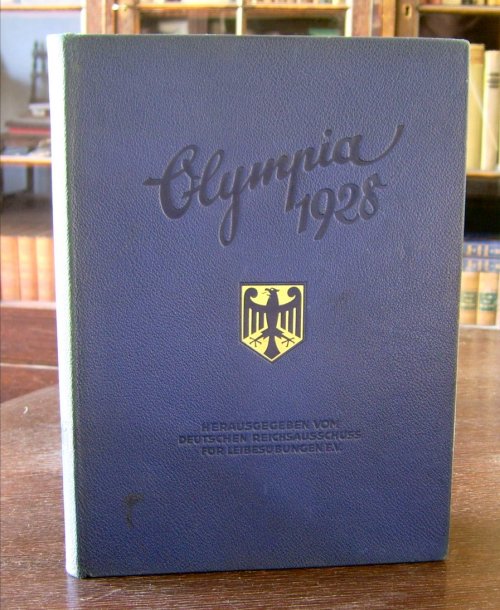 Olympia
1928
HERAUSGEGEBEN VOM
DEUTSCHEN REICHSAUSSCHUSS
FÜR LEIBESÜBUNGEN E.V.